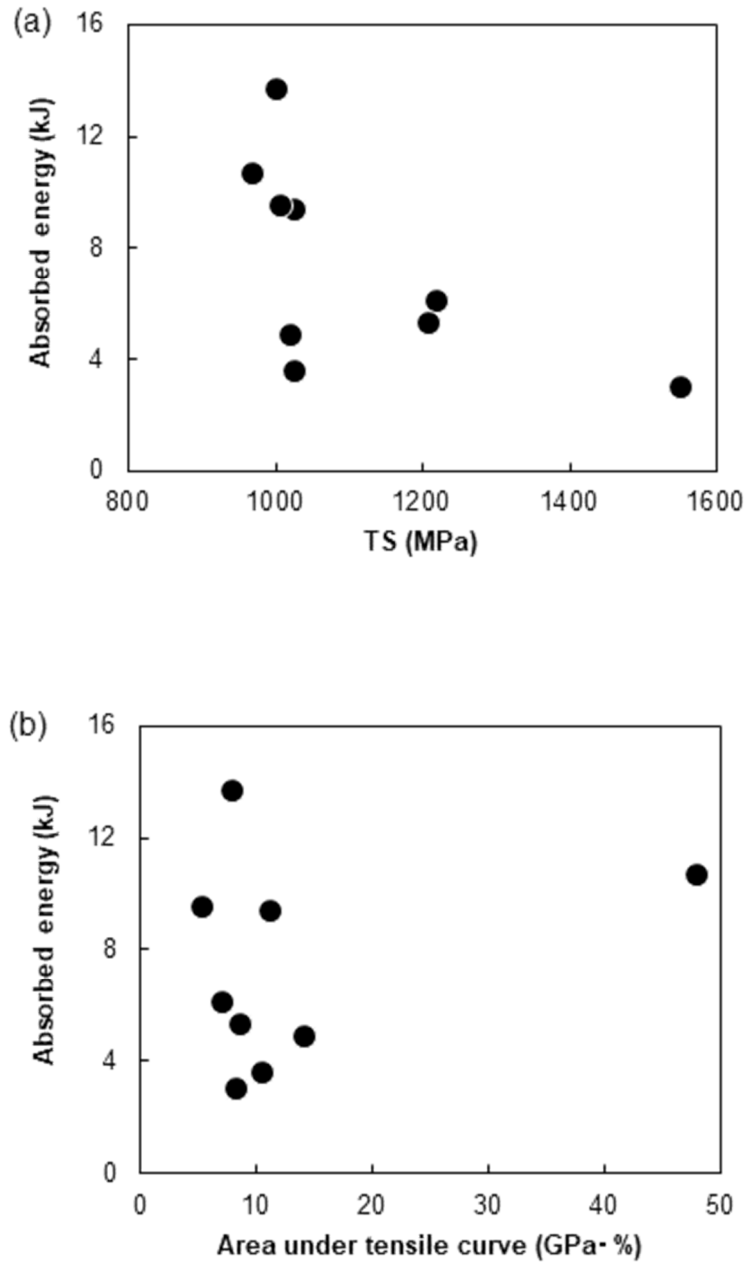 (a)
16
12
8
4
0
Absorbed energy (kJ)
800 1000 1200 1400 1600
TS (MPa)
(b)
16
12
8
4
0
Absorbed energy (kJ)
0 10 20 30 40 50
Area under tensile curve (GPa- %)